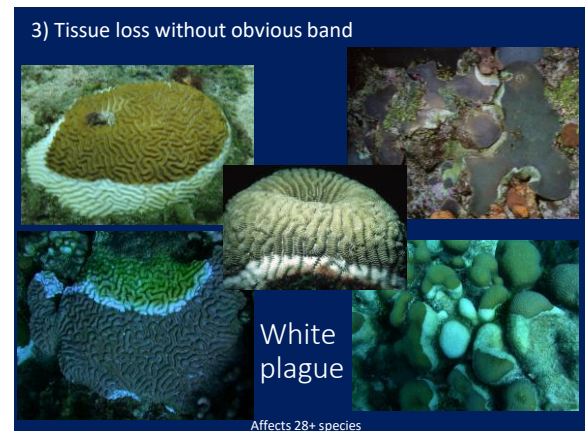 3) Tissue loss without obvious band
White
plague
Affects 28+ species